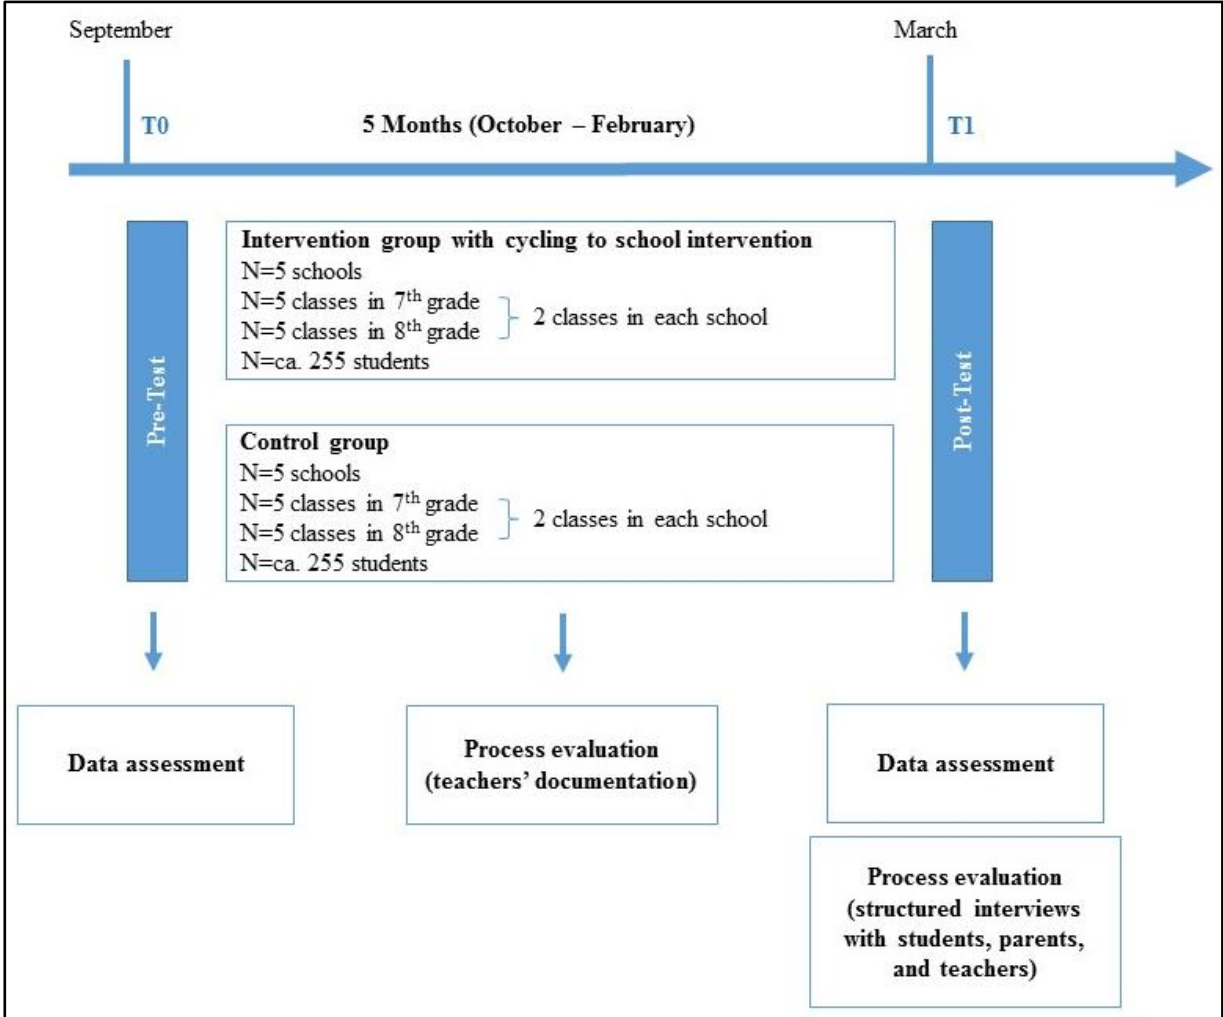 September
March
T0
5 Months (October – February)
T1
Pre-Test
Intervention group with cycling to school intervention
N=5 schools
N=5 classes in 7th grade
N=5 classes in 8th grade
2 classes in each school
N=ca. 255 students
Control group
N=5 schools
N=5 classes in 7th grade
N=5 classes in 8th grade
2 classes in each school
N=ca. 255 students
Post-Test
Data assessment
Process evaluation
(teachers’ documentation)
Data assessment
Process evaluation
(structured interviews
with students, parents,
and teachers)